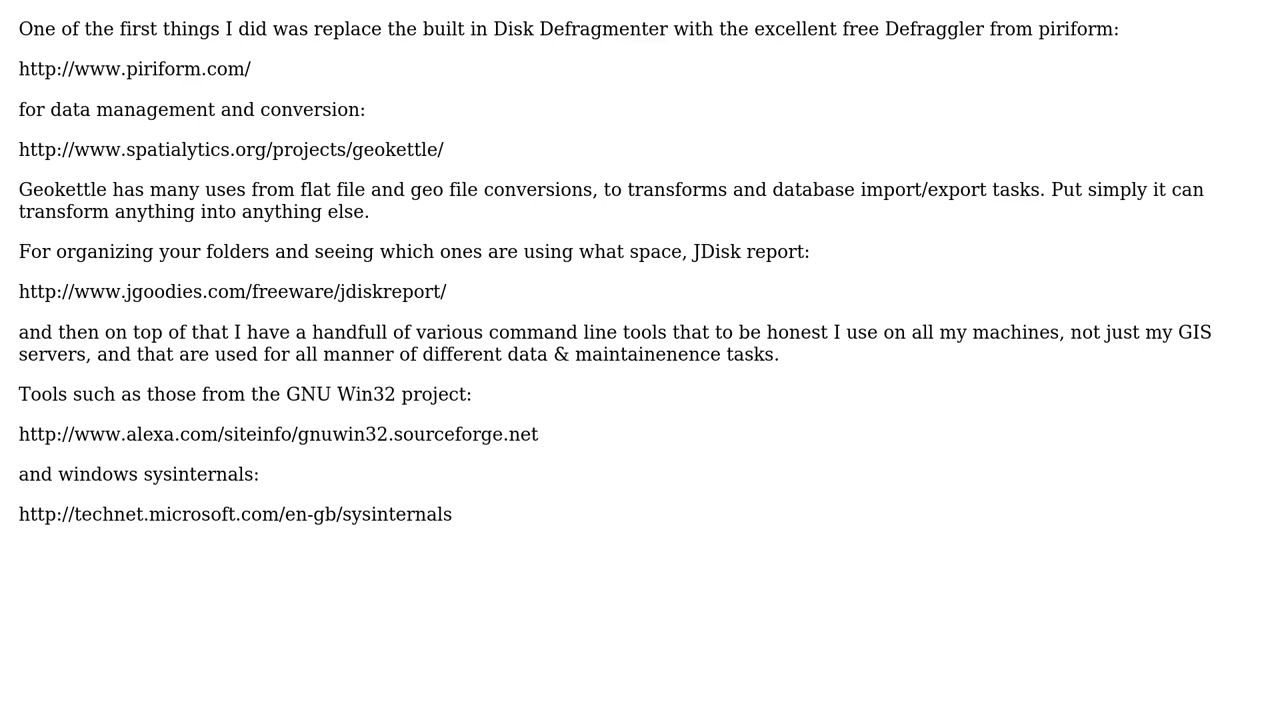 One of the first things I did was replace the built in Disk Defragmenter with the excellent free Defraggler from piriform:
http://www.piriform.com/
for data management and conversion:
http://www.spatialytics.org/projects/geokettle/
Geokettle has many uses from flat file and geo file conversions, to transforms and database import/export tasks. Put simply it can
transform anything into anything else.
For organizing your folders and seeing which ones are using what space, JDisk report:
http://www.jgoodies.com/freeware/jdiskreport/
and then on top of that I have a handfull of various command line tools that to be honest I use on all my machines, not just my GIS
servers, and that are used for all manner of different data & maintainenence tasks.
Tools such as those from the GNU Win32 project:
http://www.alexa.com/siteinfo/gnuwin32.sourceforge.net
and windows sysinternals:
http://technet.microsoft.com/en-gb/sysinternals